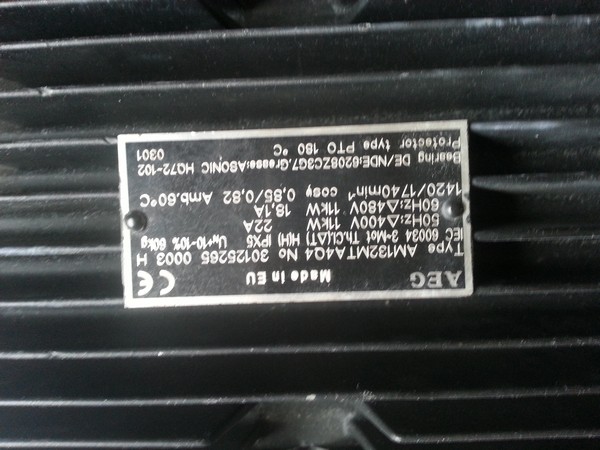 AEG Made in EU CE
Type AM132MTA4Q4 No 30125265 0003 H
IEC 60034 3~Mot Th.Cl.(ΔT) H(H) IPX5 Uₙ+10-10% 60kg
50Hz:Δ400V 11kW 22A
60Hz:Δ480V 11kW 18.1A
1420/1740min⁻¹ cosφ 0,85/0,82 Amb.60°C
Bearing DE/NDE:6208ZC3G7,Grease:ASONIC HQ72-102
Protector type PTO 180 °C 0301